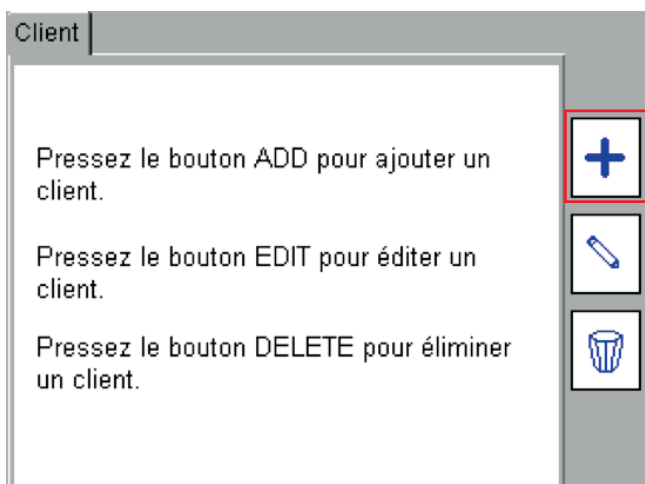 Client
Pressez le bouton ADD pour ajouter un
client.
Pressez le bouton EDIT pour éditer un
client.
Pressez le bouton DELETE pour éliminer
un client.